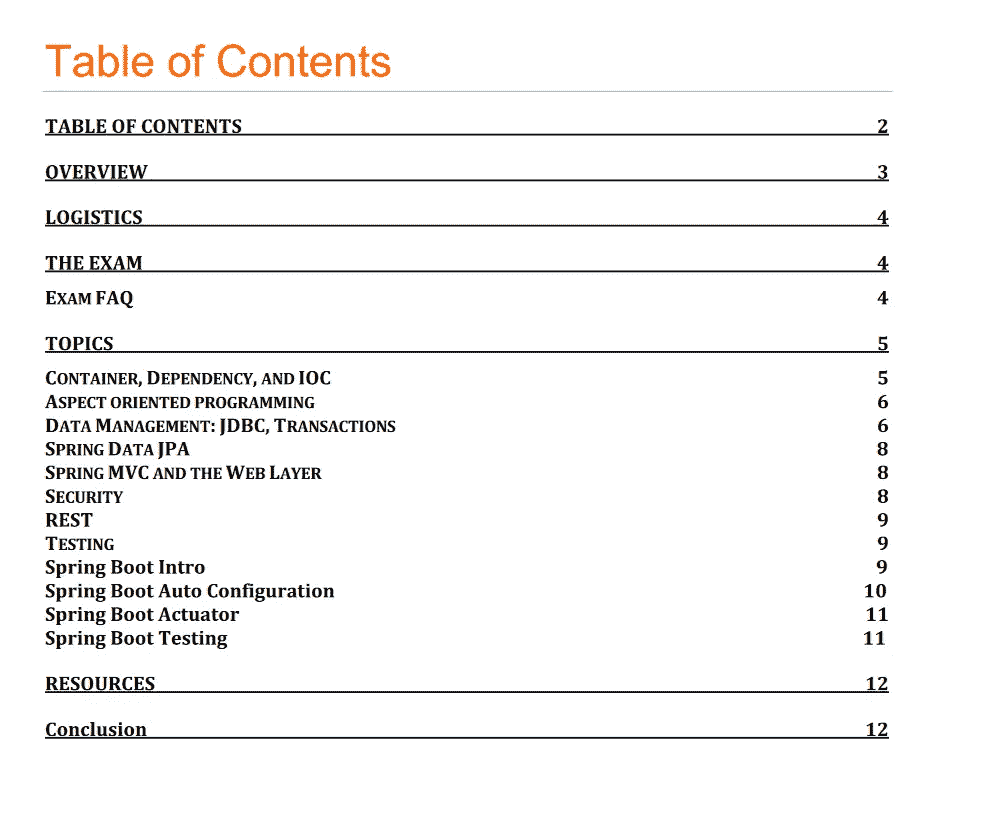 Table of Contents
TABLE OF CONTENTS 2
OVERVIEW 3
LOGISTICS 4
THE EXAM 4
EXAM FAQ 4
TOPICS 5
CONTAINER, DEPENDENCY, AND IOC 5
ASPECT ORIENTED PROGRAMMING 6
DATA MANAGEMENT: JDBC, TRANSACTIONS 6
SPRING DATA JPA 8
SPRING MVC AND THE WEB LAYER 8
SECURITY 8
REST 9
TESTING 9
Spring Boot Intro 9
Spring Boot Auto Configuration 10
Spring Boot Actuator 11
Spring Boot Testing 11
RESOURCES 12
Conclusion 12